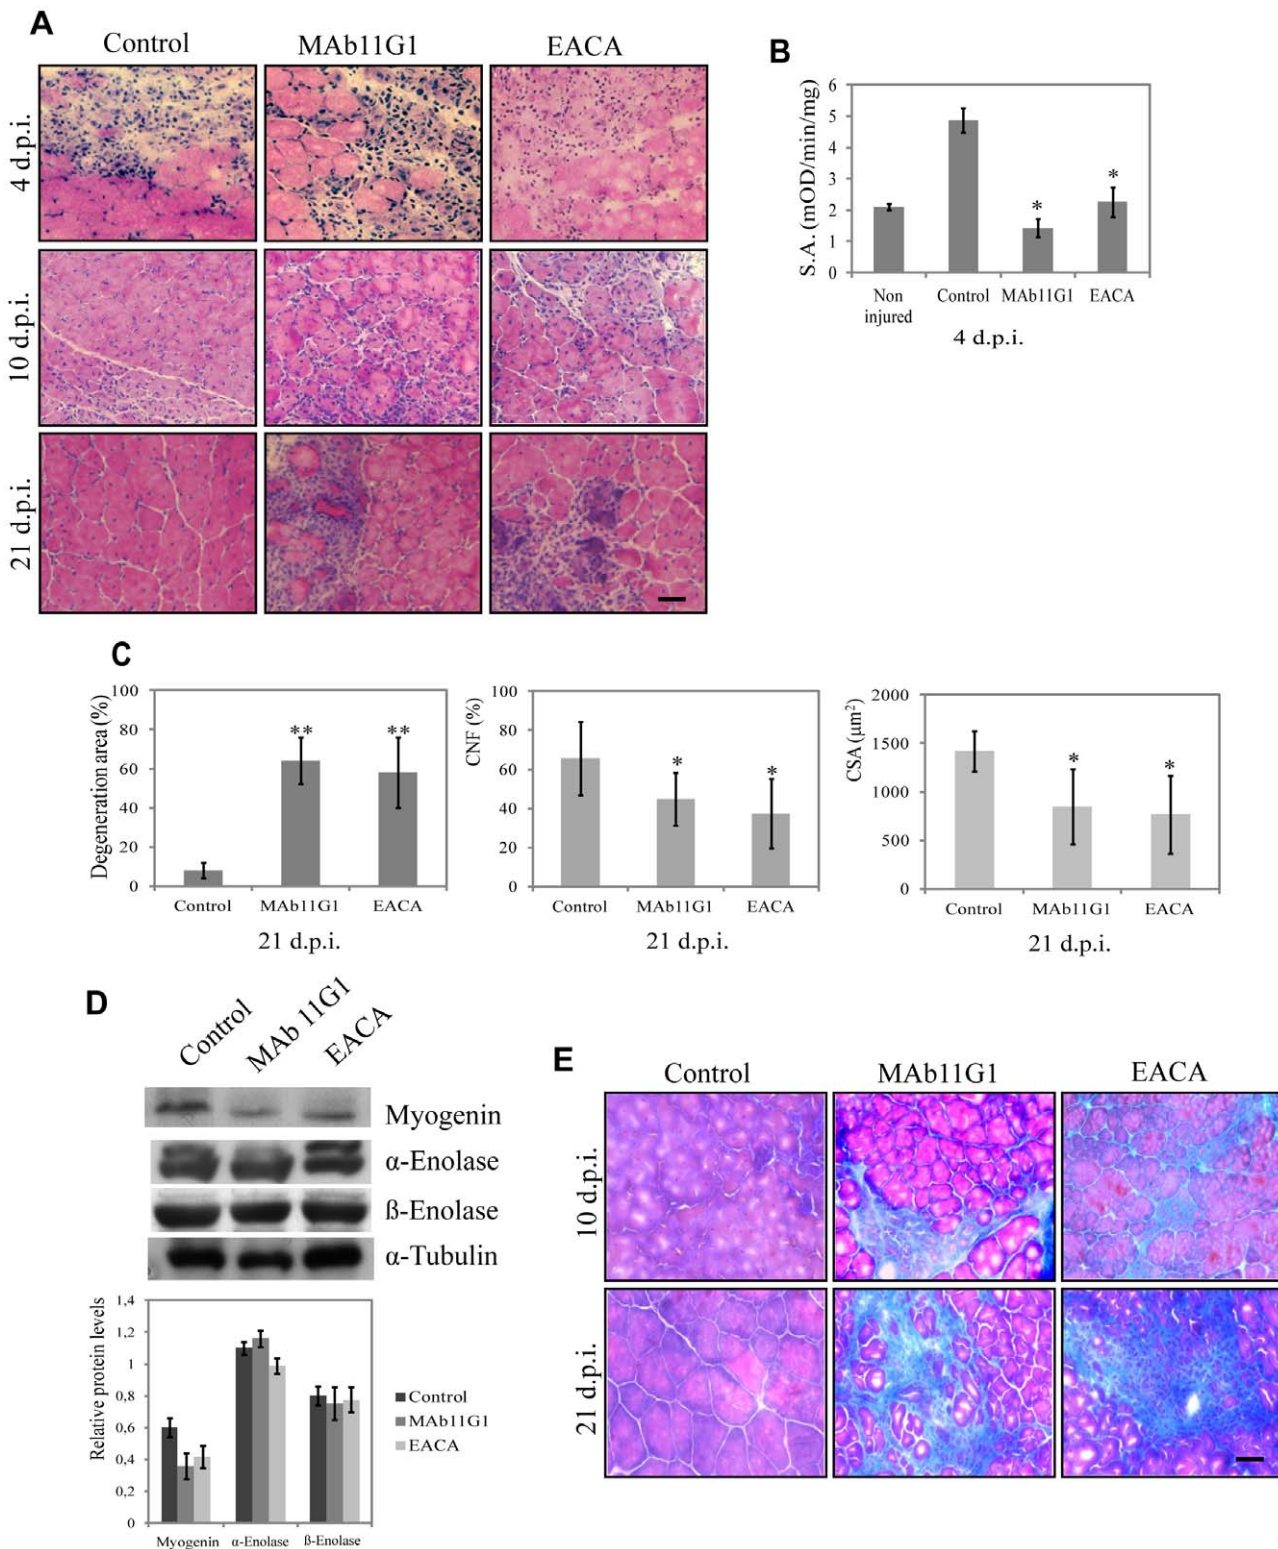 A
Control
MAb11G1
EACA
4 d.p.i.
10 d.p.i.
21 d.p.i.
B
S.A. (mOD/min/mg)
6
5
4
3
2
1
0
*
*
Non injured
Control
MAb11G1
EACA
4 d.p.i.
C
Degeneration area (%)
100
80
60
40
20
0
**
**
Control
MAb11G1
EACA
21 d.p.i.
CNF (%)
100
80
60
40
20
0
*
*
Control
MAb11G1
EACA
21 d.p.i.
CSA (µm²)
2000
1500
1000
500
0
*
*
Control
MAb11G1
EACA
21 d.p.i.
D
Control
MAb 11G1
EACA
Myogenin
α-Enolase
ß-Enolase
α-Tubulin
Relative protein levels
1,4
1,2
1
0,8
0,6
0,4
0,2
0
Myogenin
α-Enolase
ß-Enolase
Control
MAb11G1
EACA
E
Control
MAb11G1
EACA
10 d.p.i.
21 d.p.i.